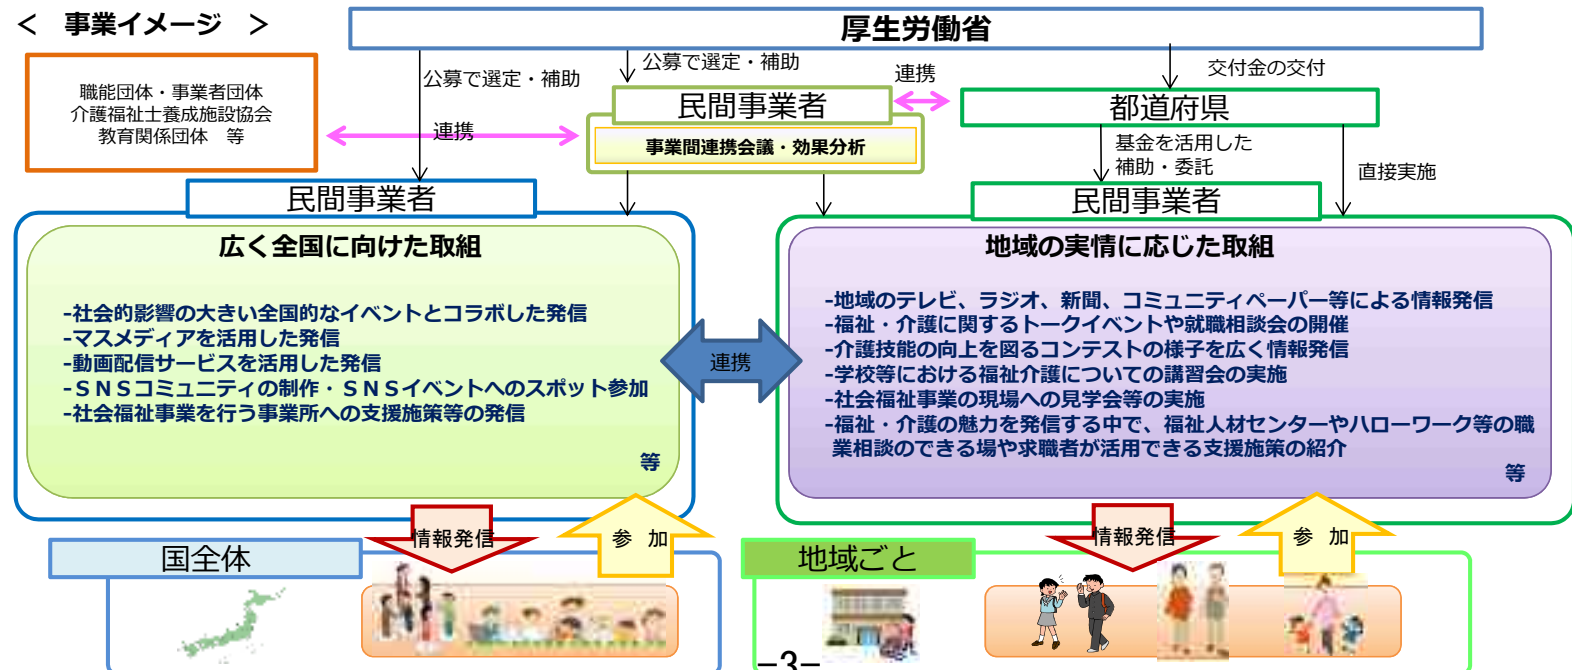 ＜　事業イメージ　＞
厚生労働省
職能団体・事業者団体
介護福祉士養成施設協会
教育関係団体　等
公募で選定・補助
公募で選定・補助
連携
交付金の交付
民間事業者
都道府県
連携
事業間連携会議・効果分析
基金を活用した
補助・委託
直接実施
民間事業者
民間事業者
広く全国に向けた取組
-社会的影響の大きい全国的なイベントとコラボした発信
-マスメディアを活用した発信
-動画配信サービスを活用した発信
-ＳＮＳコミュニティの制作・ＳＮＳイベントへのスポット参加
-社会福祉事業を行う事業所への支援施策等の発信
等
連携
地域の実情に応じた取組
-地域のテレビ、ラジオ、新聞、コミュニティペーパー等による情報発信
-福祉・介護に関するトークイベントや就職相談会の開催
-介護技能の向上を図るコンテストの様子を広く情報発信
-学校等における福祉介護についての講習会の実施
-社会福祉事業の現場への見学会等の実施
-福祉・介護の魅力を発信する中で、福祉人材センターやハローワーク等の職
業相談のできる場や求職者が活用できる支援施策の紹介
等
情報発信
参　加
情報発信
参　加
国全体
地域ごと
−3−